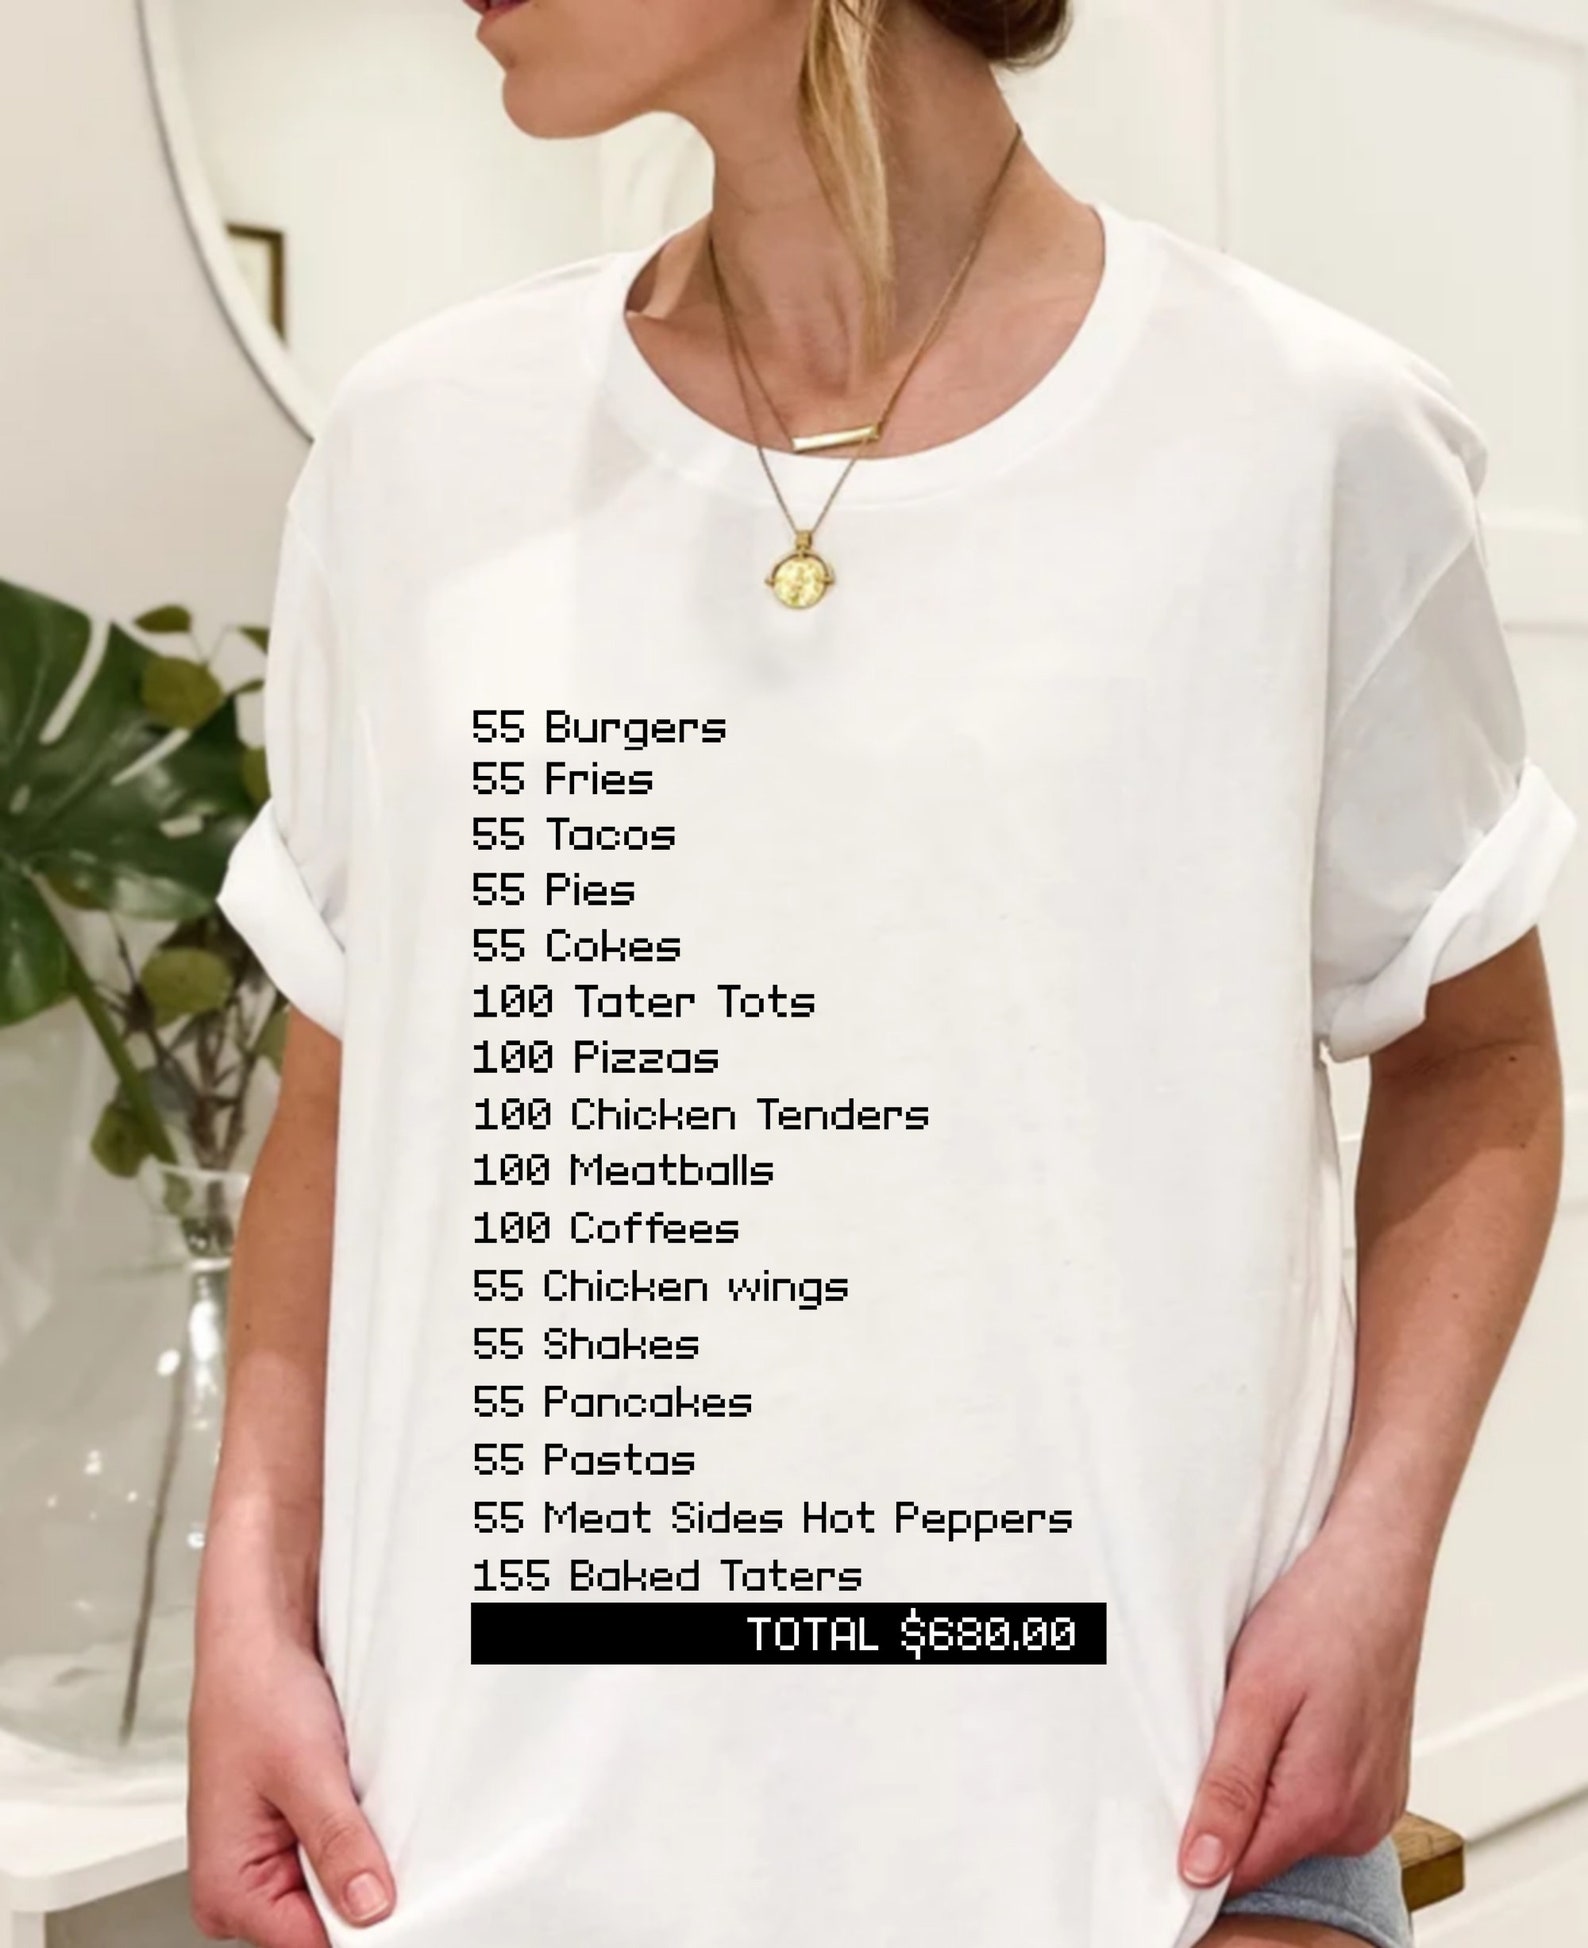 55 Burgers
55 Fries
55 Tacos
55 Pies
55 Cokes
100 Tater Tots
100 Pizzas
100 Chicken Tenders
100 Meatballs
100 Coffees
55 Chicken wings
55 Shakes
55 Pancakes
55 Pastas
55 Meat Sides Hot Peppers
155 Baked Taters
TOTAL $680.00